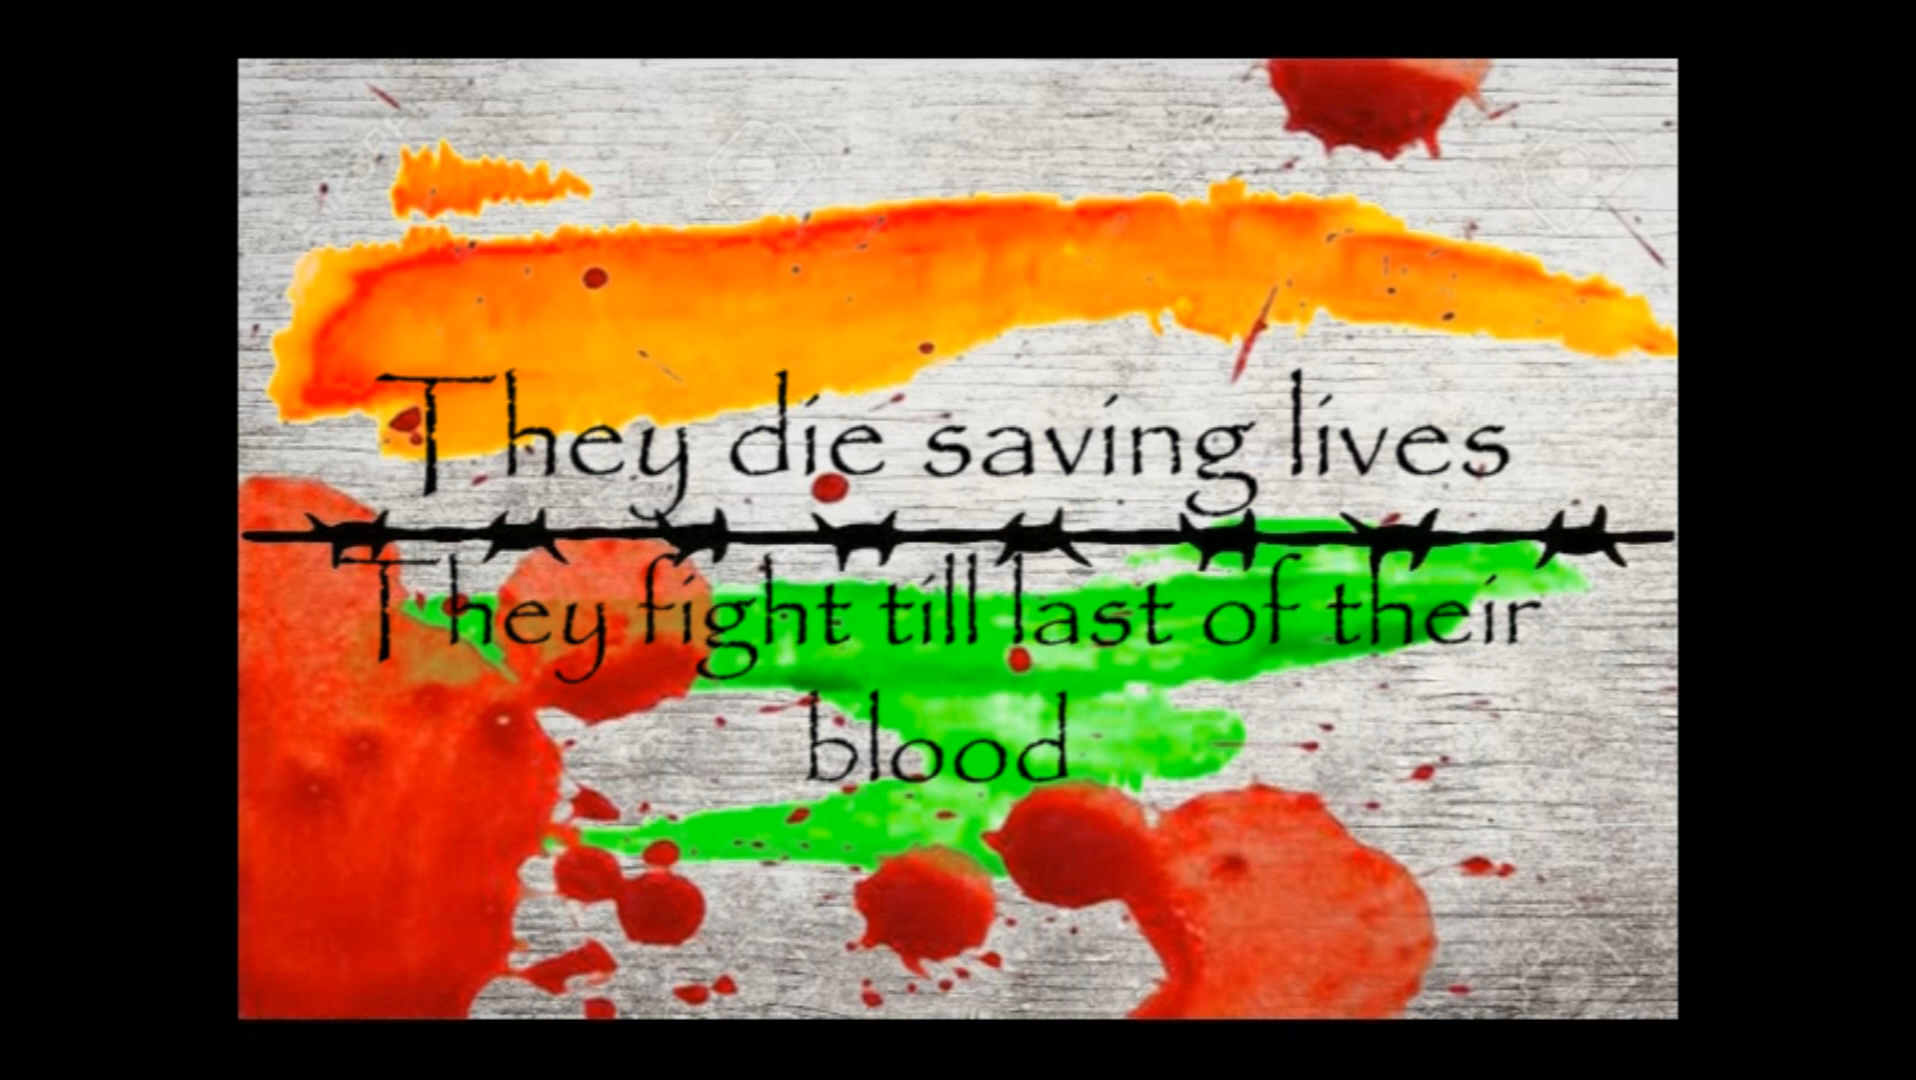 They die saving lives
They fight till last of their
blood